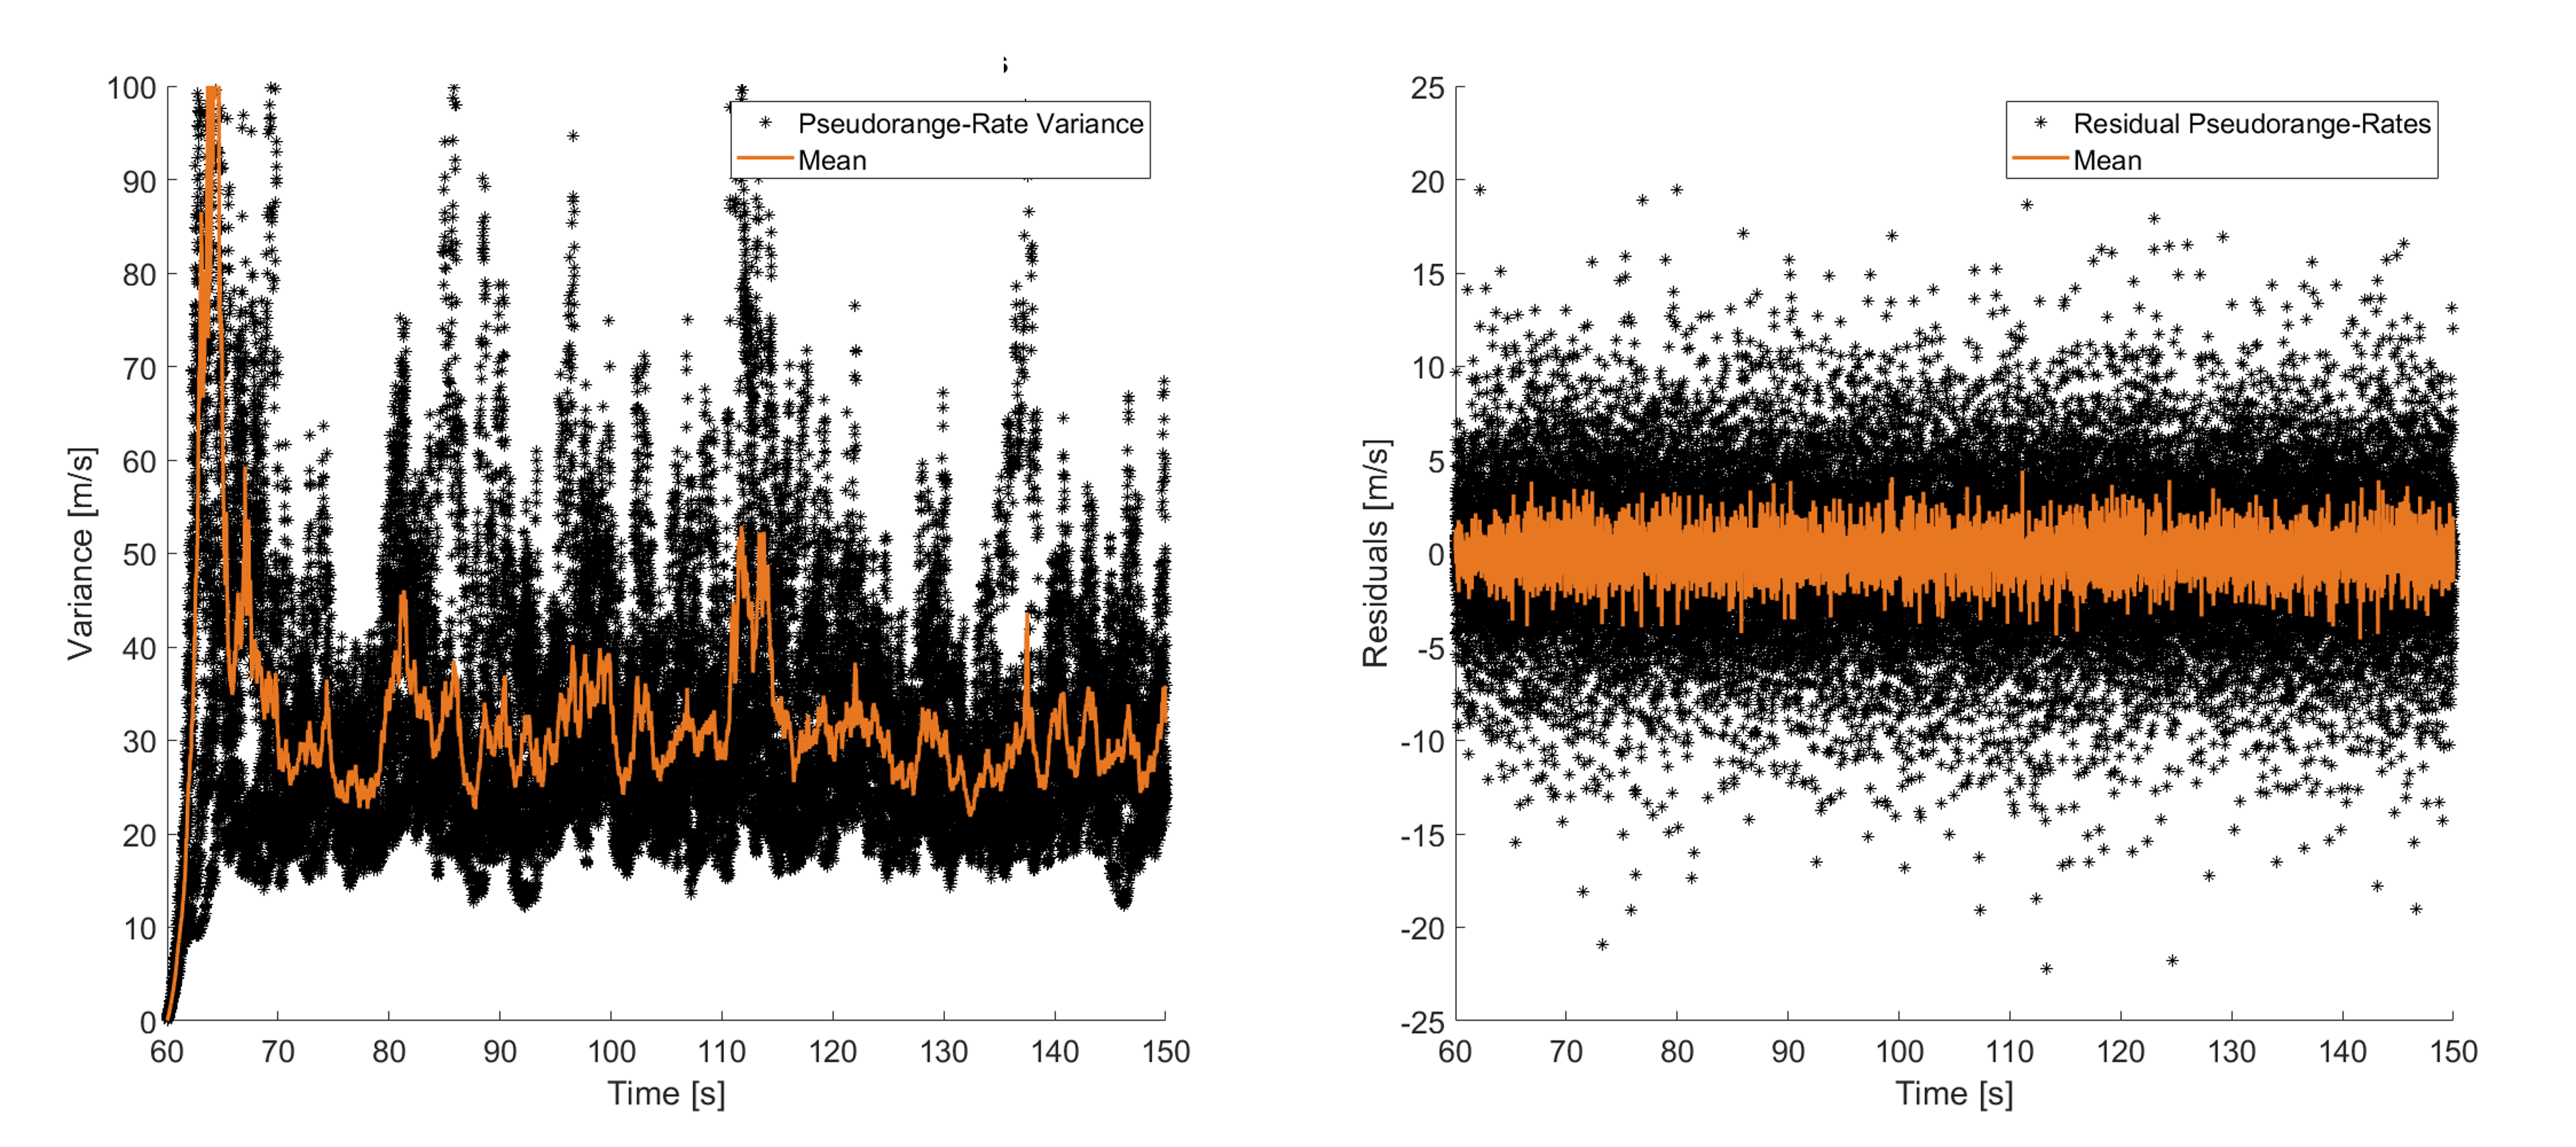 100
90
80
70
60
50
40
30
20
10
0
60 70 80 90 100 110 120 130 140 150
Variance [m/s]
Time [s]
Pseudorange-Rate Variance
Mean
25
20
15
10
5
0
-5
-10
-15
-20
-25
60 70 80 90 100 110 120 130 140 150
Residuals [m/s]
Time [s]
Residual Pseudorange-Rates
Mean